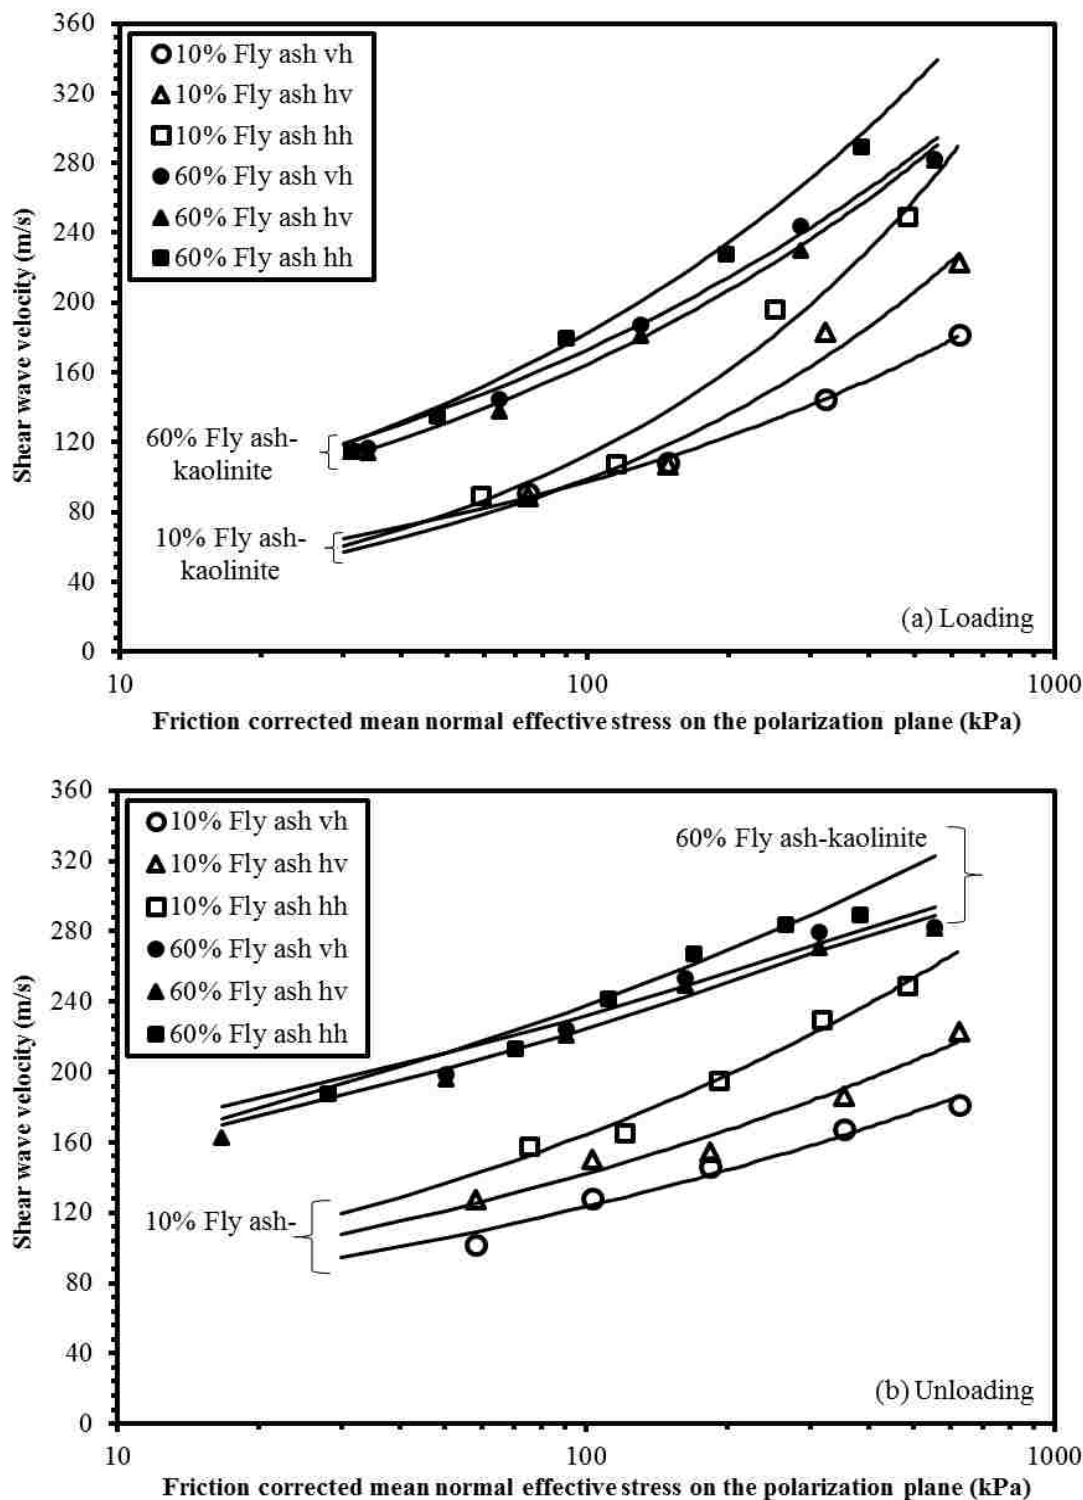 360
320
280
240
200
160
120
80
40
0
Shear wave velocity (m/s)
10% Fly ash vh
10% Fly ash hv
10% Fly ash hh
60% Fly ash vh
60% Fly ash hv
60% Fly ash hh
60% Fly ash-
kaolinite
10% Fly ash-
kaolinite
(a) Loading
10 100 1000
Friction corrected mean normal effective stress on the polarization plane (kPa)
360
320
280
240
200
160
120
80
40
0
Shear wave velocity (m/s)
10% Fly ash vh
10% Fly ash hv
10% Fly ash hh
60% Fly ash vh
60% Fly ash hv
60% Fly ash hh
60% Fly ash-kaolinite
10% Fly ash-
(b) Unloading
10 100 1000
Friction corrected mean normal effective stress on the polarization plane (kPa)